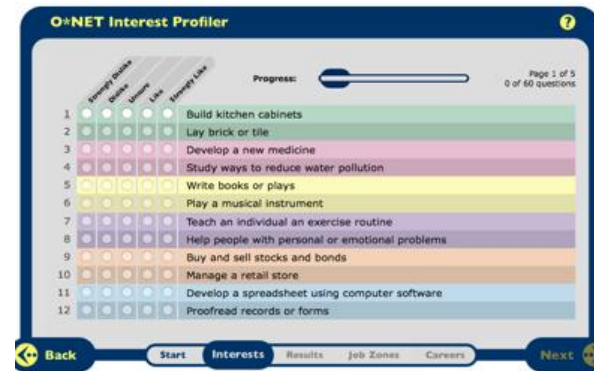 O*NET Interest Profiler
?
Strongly Dislike
Dislike
Unsure
Like
Strongly Like
Progress:
Page 1 of 5
0 of 60 questions
1 Build kitchen cabinets
2 Lay brick or tile
3 Develop a new medicine
4 Study ways to reduce water pollution
5 Write books or plays
6 Play a musical instrument
7 Teach an individual an exercise routine
8 Help people with personal or emotional problems
9 Buy and sell stocks and bonds
10 Manage a retail store
11 Develop a spreadsheet using computer software
12 Proofread records or forms
Back Start Interests Results Job Zones Careers Next